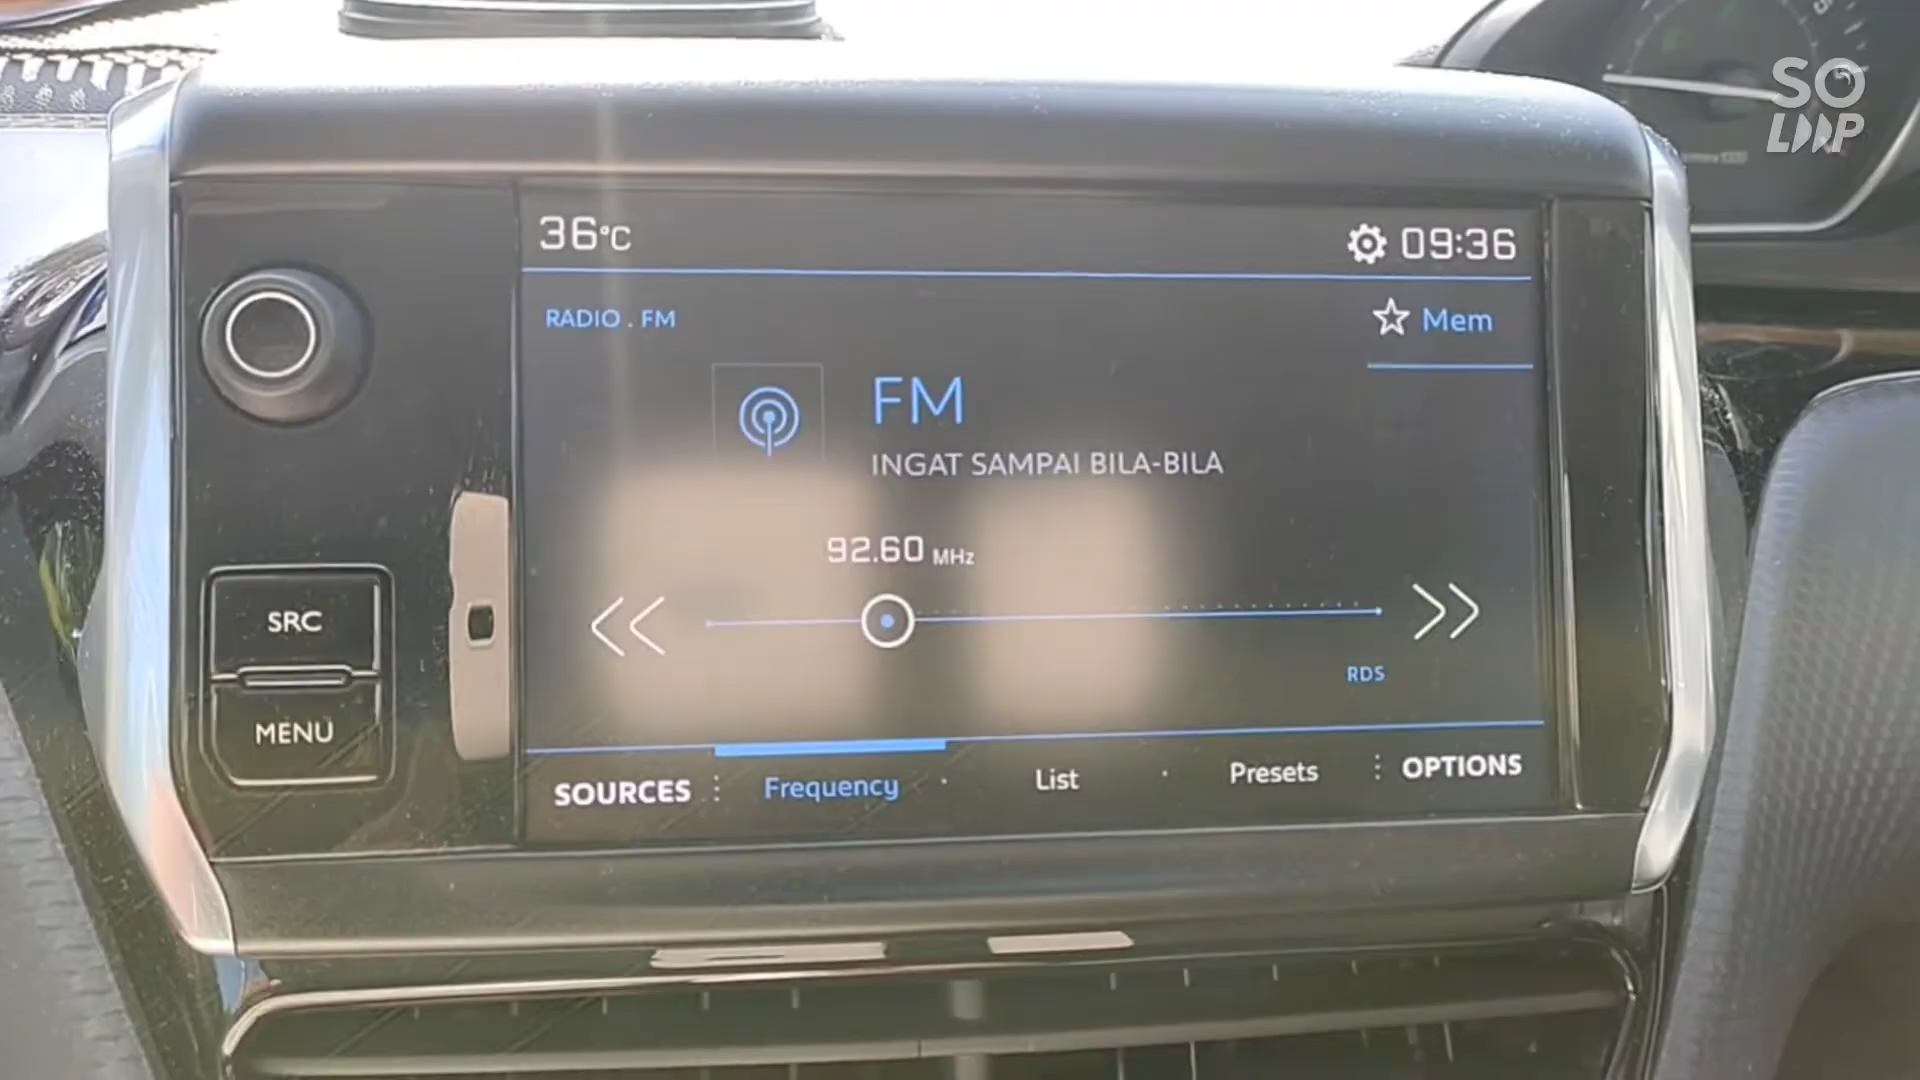 SO
LOOP
36°C
09:36
RADIO . FM
Mem
FM
INGAT SAMPAI BILA-BILA
92.60 MHz
SRC
RDS
MENU
SOURCES
Frequency
List
Presets
OPTIONS